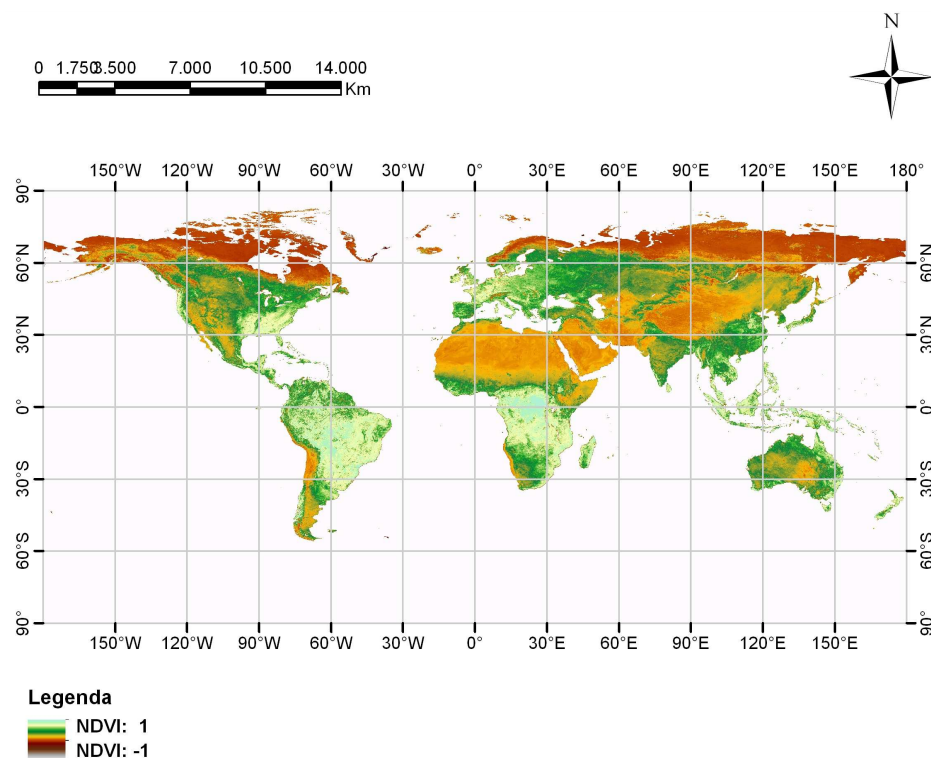 N
0 1.750 3.500 7.000 10.500 14.000
Km
150°W 120°W 90°W 60°W 30°W 0° 30°E 60°E 90°E 120°E 150°E 180°
90° 90°
60°N 60°N
30°N 30°N
0° 0°
30°S 30°S
60°S 60°S
90° 90°
150°W 120°W 90°W 60°W 30°W 0° 30°E 60°E 90°E 120°E 150°E
Legenda
NDVI: 1
NDVI: -1